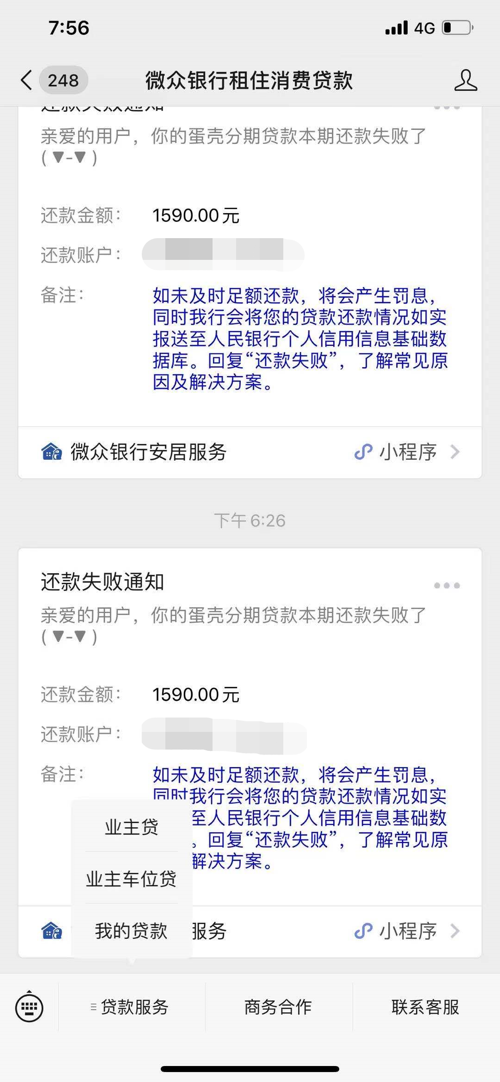 7:56
4G
248
微众银行租住消费贷款
还款失败通知
亲爱的用户，你的蛋壳分期贷款本期还款失败了
(▼-▼)
还款金额：
1590.00元
还款账户：
备注：
如未及时足额还款，将会产生罚息，
同时我行会将您的贷款还款情况如实
报送至人民银行个人信用信息基础数
据库。回复“还款失败”，了解常见原
因及解决方案。
微众银行安居服务
小程序
下午6:26
还款失败通知
亲爱的用户，你的蛋壳分期贷款本期还款失败了
(▼-▼)
还款金额：
1590.00元
还款账户：
备注：
如未及时足额还款，将会产生罚息，
同时我行会将您的贷款还款情况如实
送至人民银行个人信用信息基础数
。回复“还款失败”，了解常见原
解决方案。
业主贷
业主车位贷
我的贷款
服务
小程序
贷款服务
商务合作
联系客服